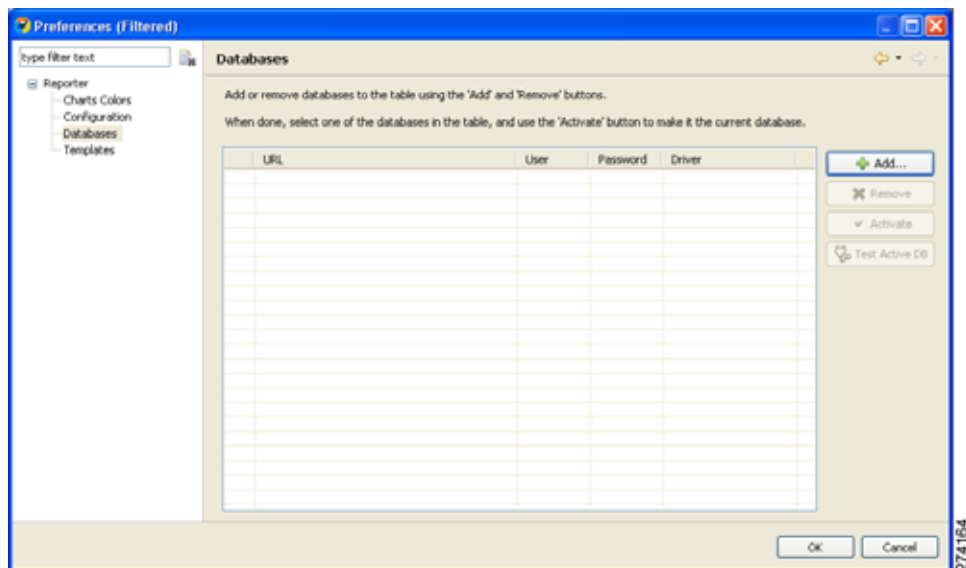 Preferences (Filtered)
type filter text
Databases
Reporter
Charts Colors
Configuration
Databases
Templates
Add or remove databases to the table using the 'Add' and 'Remove' buttons.
When done, select one of the databases in the table, and use the 'Activate' button to make it the current database.
URL User Password Driver
Add...
Remove
Activate
Test Active DB
OK Cancel
274164